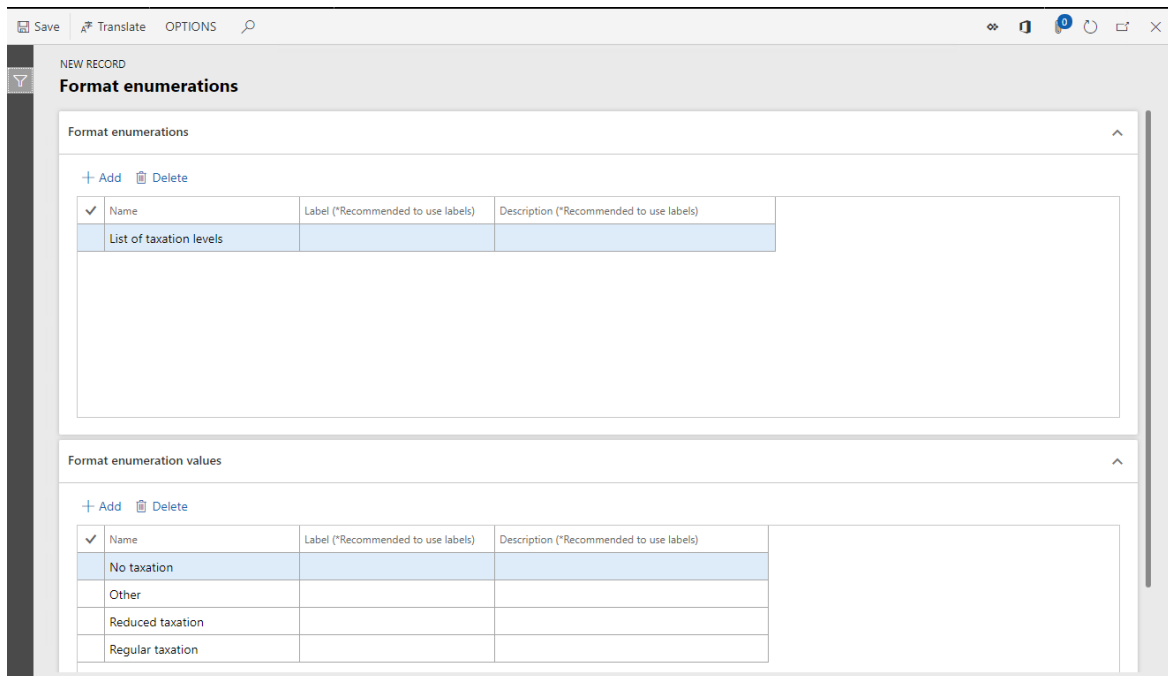 Save Translate OPTIONS 0
NEW RECORD
Format enumerations
Format enumerations
Add Delete
Name Label (*Recommended to use labels) Description (*Recommended to use labels)
List of taxation levels
Format enumeration values
Add Delete
Name Label (*Recommended to use labels) Description (*Recommended to use labels)
No taxation
Other
Reduced taxation
Regular taxation